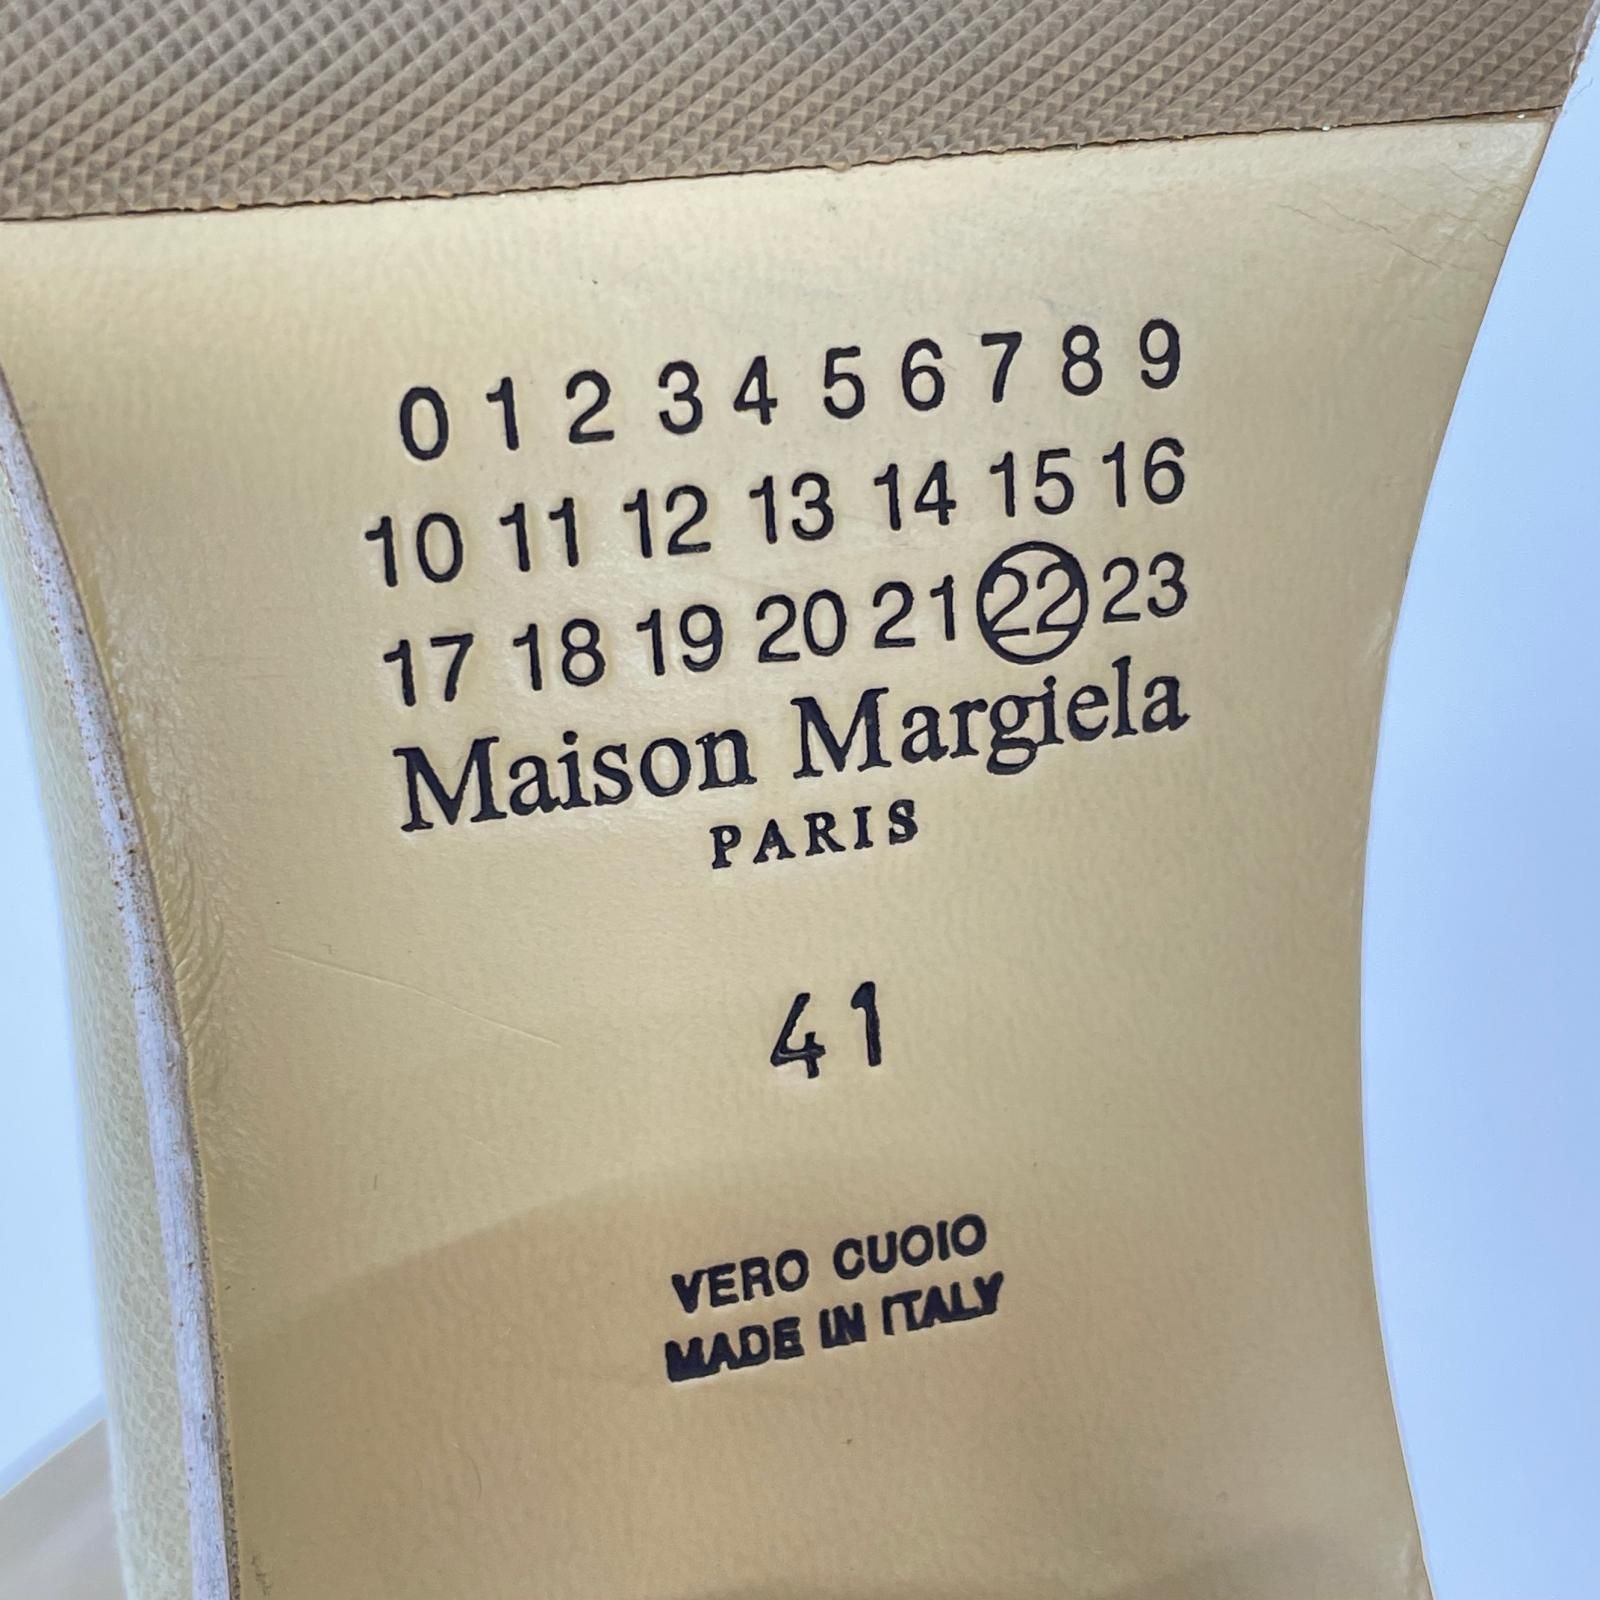 0 1 2 3 4 5 6 7 8 9
10 11 12 13 14 15 16
17 18 19 20 21 22 23
Maison Margiela
PARIS
41
VERO CUOIO
MADE IN ITALY